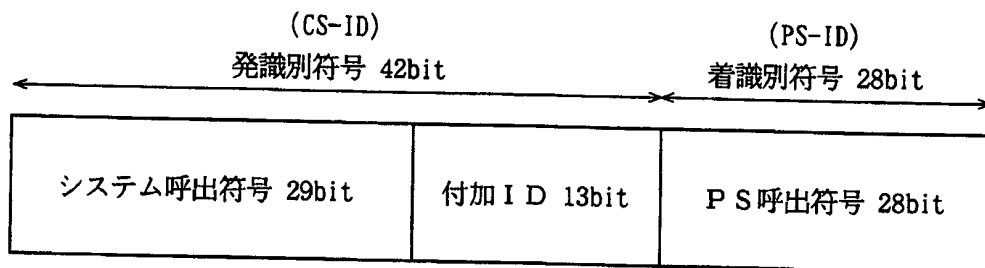 (CS-ID)
発識別符号 42bit
(PS-ID)
着識別符号 28bit
システム呼出符号 29bit
付加ＩＤ 13bit
ＰＳ呼出符号 28bit